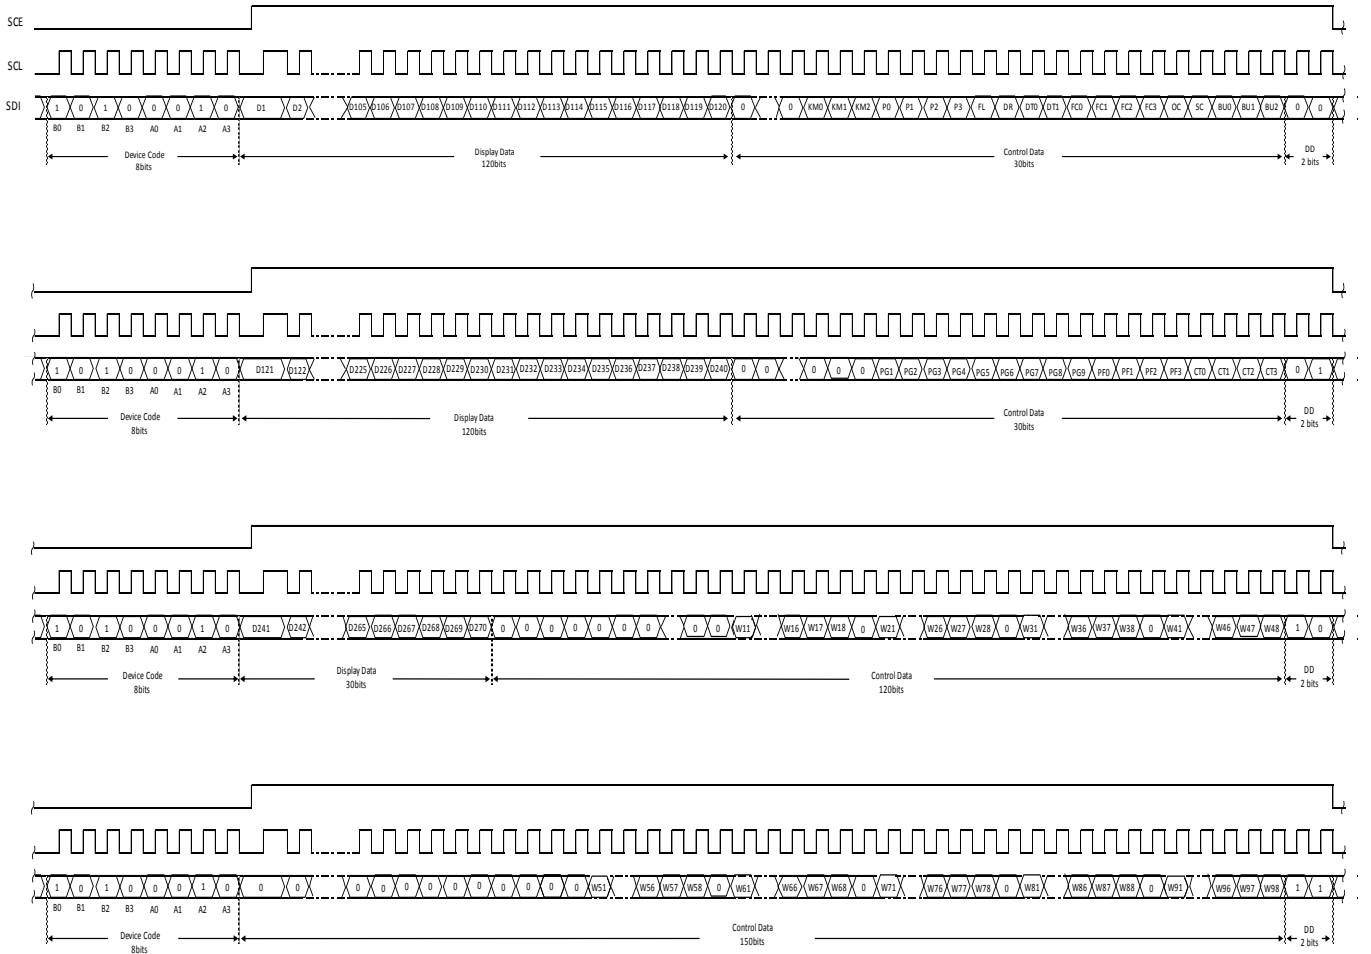 SCE
SCL
SDI 1 0 1 0 0 0 1 0 D1 D2 D105 D106 D107 D108 D109 D110 D111 D112 D113 D114 D115 D116 D117 D118 D119 D120 0 0 KM0 KM1 KM2 P0 P1 P2 P3 FL DR DT0 DT1 FC0 FC1 FC2 FC3 OC SC BU0 BU1 BU2 0 0
B0 B1 B2 B3 A0 A1 A2 A3
Device Code Display Data Control Data DD
8bits 120bits 30bits 2 bits
1 0 1 0 0 0 1 0 D121 D122 D225 D226 D227 D228 D229 D230 D231 D232 D233 D234 D235 D236 D237 D238 D239 D240 0 0 0 0 0 PG1 PG2 PG3 PG4 PG5 PG6 PG7 PG8 PG9 PF0 PF1 PF2 PF3 CT0 CT1 CT2 CT3 0 1
B0 B1 B2 B3 A0 A1 A2 A3
Device Code Display Data Control Data DD
8bits 120bits 30bits 2 bits
1 0 1 0 0 0 1 0 D241 D242 D265 D266 D267 D268 D269 D270 0 0 0 0 0 0 0 0 0 W11 W16 W17 W18 0 W21 W26 W27 W28 0 W31 W36 W37 W38 0 W41 W46 W47 W48 1 0
B0 B1 B2 B3 A0 A1 A2 A3
Device Code Display Data Control Data DD
8bits 30bits 120bits 2 bits
1 0 1 0 0 0 1 0 0 0 0 0 0 0 0 0 0 0 0 0 W51 W56 W57 W58 0 W61 W66 W67 W68 0 W71 W76 W77 W78 0 W81 W86 W87 W88 0 W91 W96 W97 W98 1 1
B0 B1 B2 B3 A0 A1 A2 A3
Device Code Control Data DD
8bits 150bits 2 bits